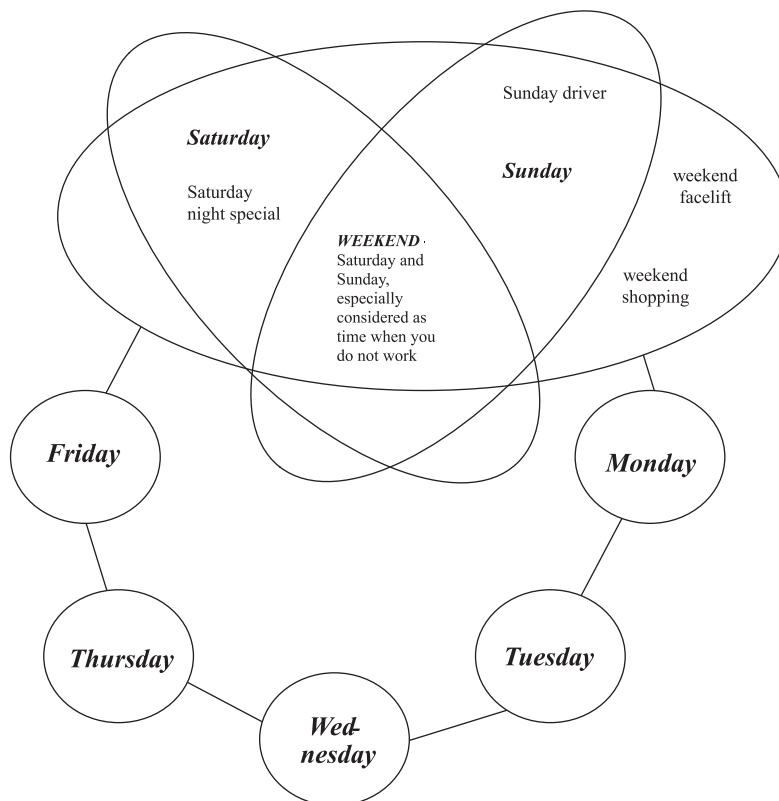 Sunday driver
Saturday
Sunday
weekend
facelift
Saturday
night special
WEEKEND -
Saturday and
Sunday,
especially
considered as
time when you
do not work
weekend
shopping
Friday
Monday
Thursday
Tuesday
Wed-
nesday